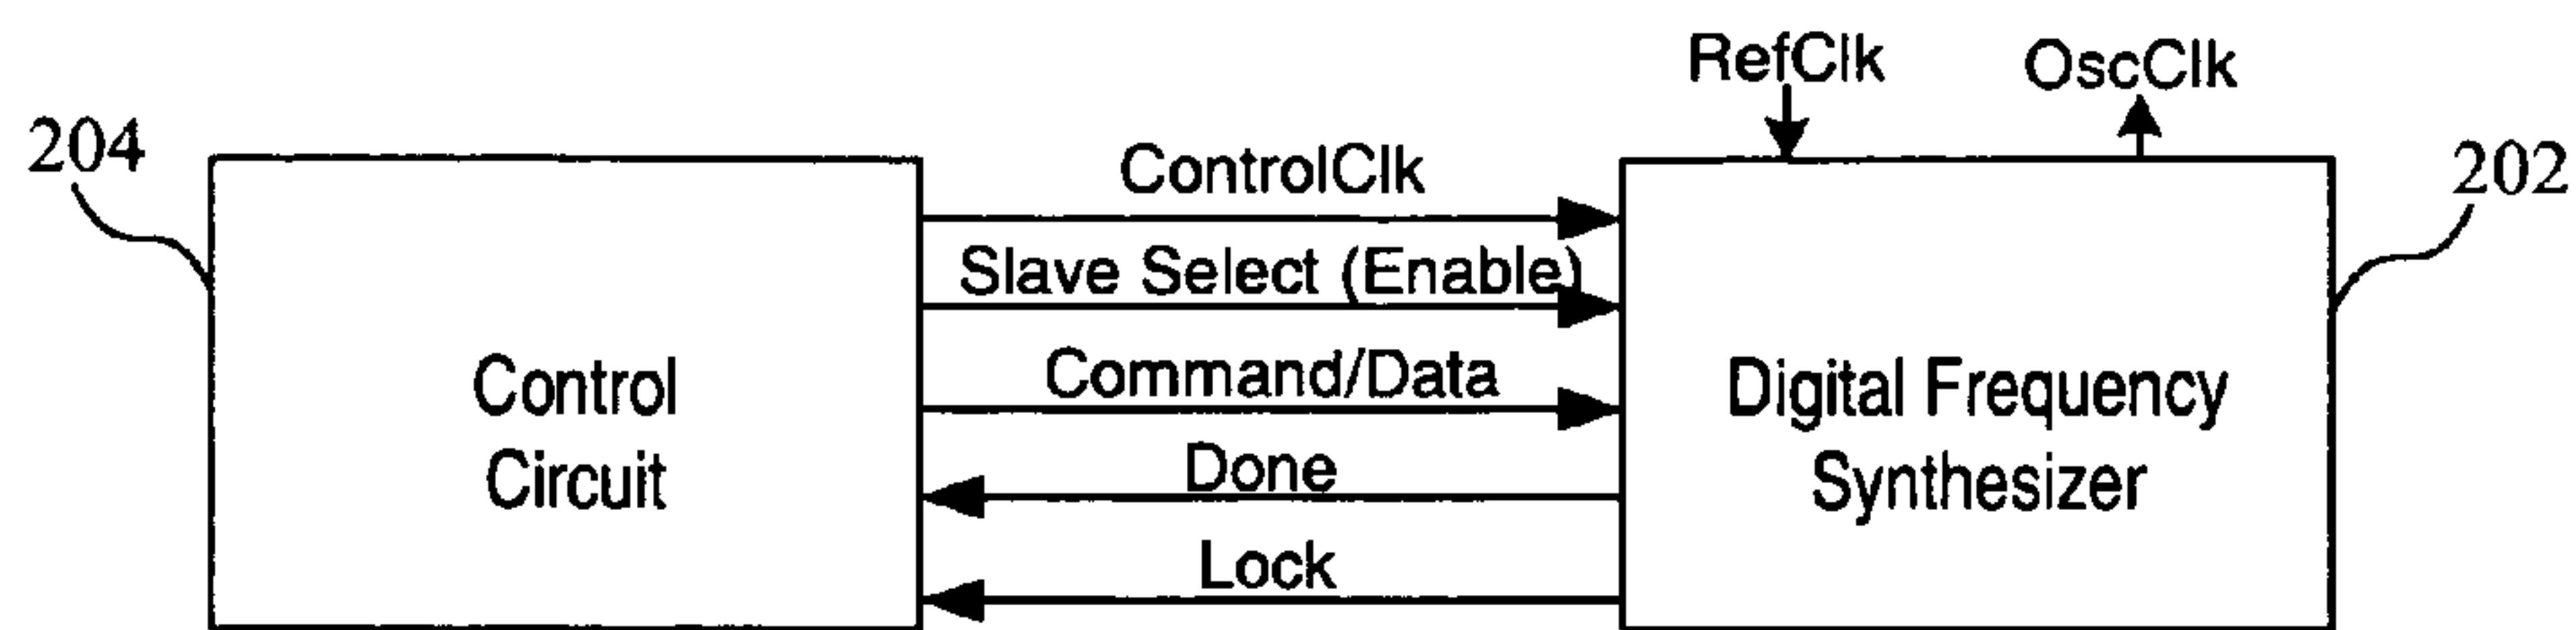 RefClk
OscClk
204
ControlClk
202
Slave Select (Enable)
Control
Circuit
Command/Data
Digital Frequency
Synthesizer
Done
Lock